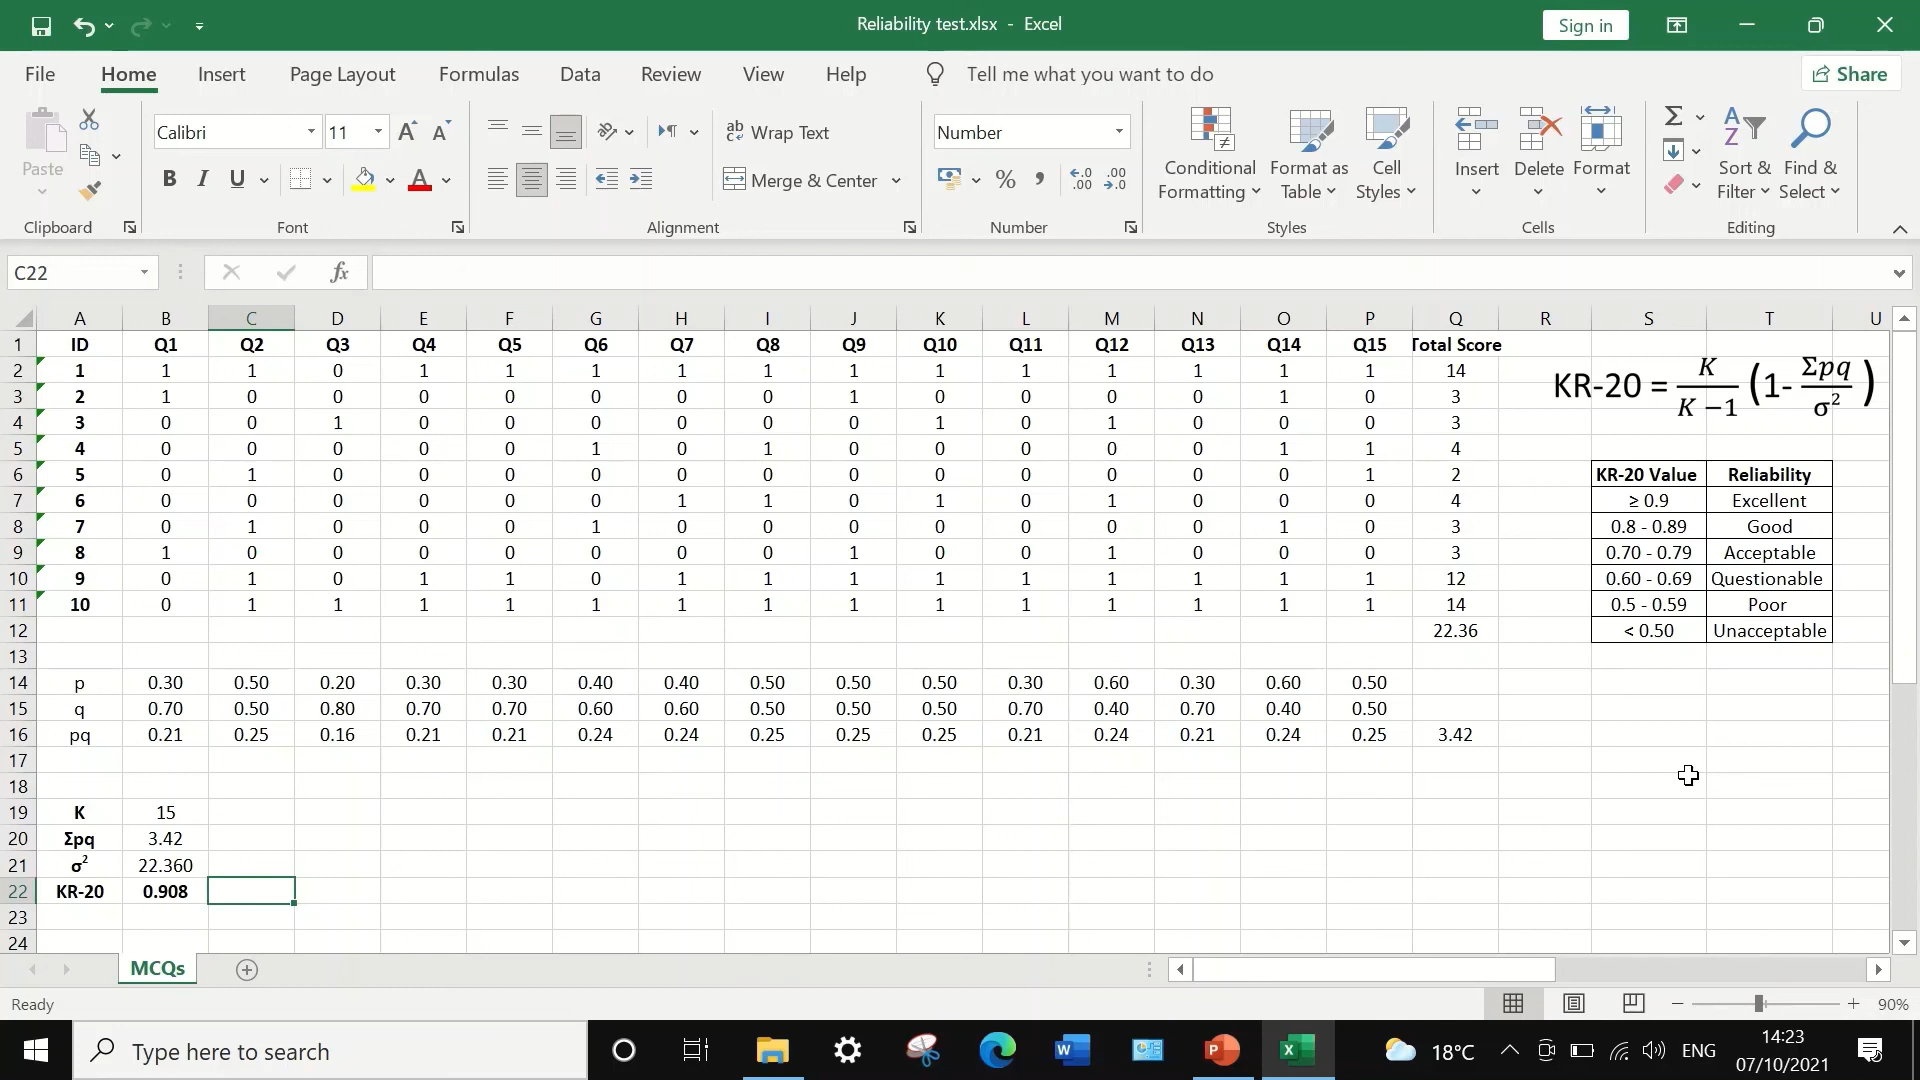 Reliability test.xlsx - Excel
Sign in
File Home Insert Page Layout Formulas Data Review View Help Tell me what you want to do Share
Paste
Calibri 11
Wrap Text
Merge & Center
Number
Conditional Formatting
Format as Table
Cell Styles
Insert Delete Format
Sort & Filter
Find & Select
Clipboard Font Alignment Number Styles Cells Editing
C22 fx
A B C D E F G H I J K L M N O P Q R S T U
1 ID Q1 Q2 Q3 Q4 Q5 Q6 Q7 Q8 Q9 Q10 Q11 Q12 Q13 Q14 Q15 Total Score
2 1 1 1 0 1 1 1 1 1 1 1 1 1 1 1 1 14
KR-20 = K / K −1 (1- Σpq / σ²)
3 2 1 0 0 0 0 0 0 0 1 0 0 0 0 1 0 3
4 3 0 0 1 0 0 0 0 0 0 1 0 1 0 0 0 3
5 4 0 0 0 0 0 1 0 1 0 0 0 0 0 1 1 4
6 5 0 1 0 0 0 0 0 0 0 0 0 0 0 0 1 2 KR-20 Value Reliability
7 6 0 0 0 0 0 0 1 1 0 1 0 1 0 0 0 4 ≥ 0.9 Excellent
8 7 0 1 0 0 0 1 0 0 0 0 0 0 0 1 0 3 0.8 - 0.89 Good
9 8 1 0 0 0 0 0 0 0 1 0 0 1 0 0 0 3 0.70 - 0.79 Acceptable
10 9 0 1 0 1 1 0 1 1 1 1 1 1 1 1 1 12 0.60 - 0.69 Questionable
11 10 0 1 1 1 1 1 1 1 1 1 1 1 1 1 1 14 0.5 - 0.59 Poor
12 22.36 < 0.50 Unacceptable
13
14 p 0.30 0.50 0.20 0.30 0.30 0.40 0.40 0.50 0.50 0.50 0.30 0.60 0.30 0.60 0.50
15 q 0.70 0.50 0.80 0.70 0.70 0.60 0.60 0.50 0.50 0.50 0.70 0.40 0.70 0.40 0.50
16 pq 0.21 0.25 0.16 0.21 0.21 0.24 0.24 0.25 0.25 0.25 0.21 0.24 0.21 0.24 0.25 3.42
17
18
19 K 15
20 Σpq 3.42
21 σ² 22.360
22 KR-20 0.908
23
24
MCQs
Ready 90%
Type here to search 18°C ENG 14:23
07/10/2021